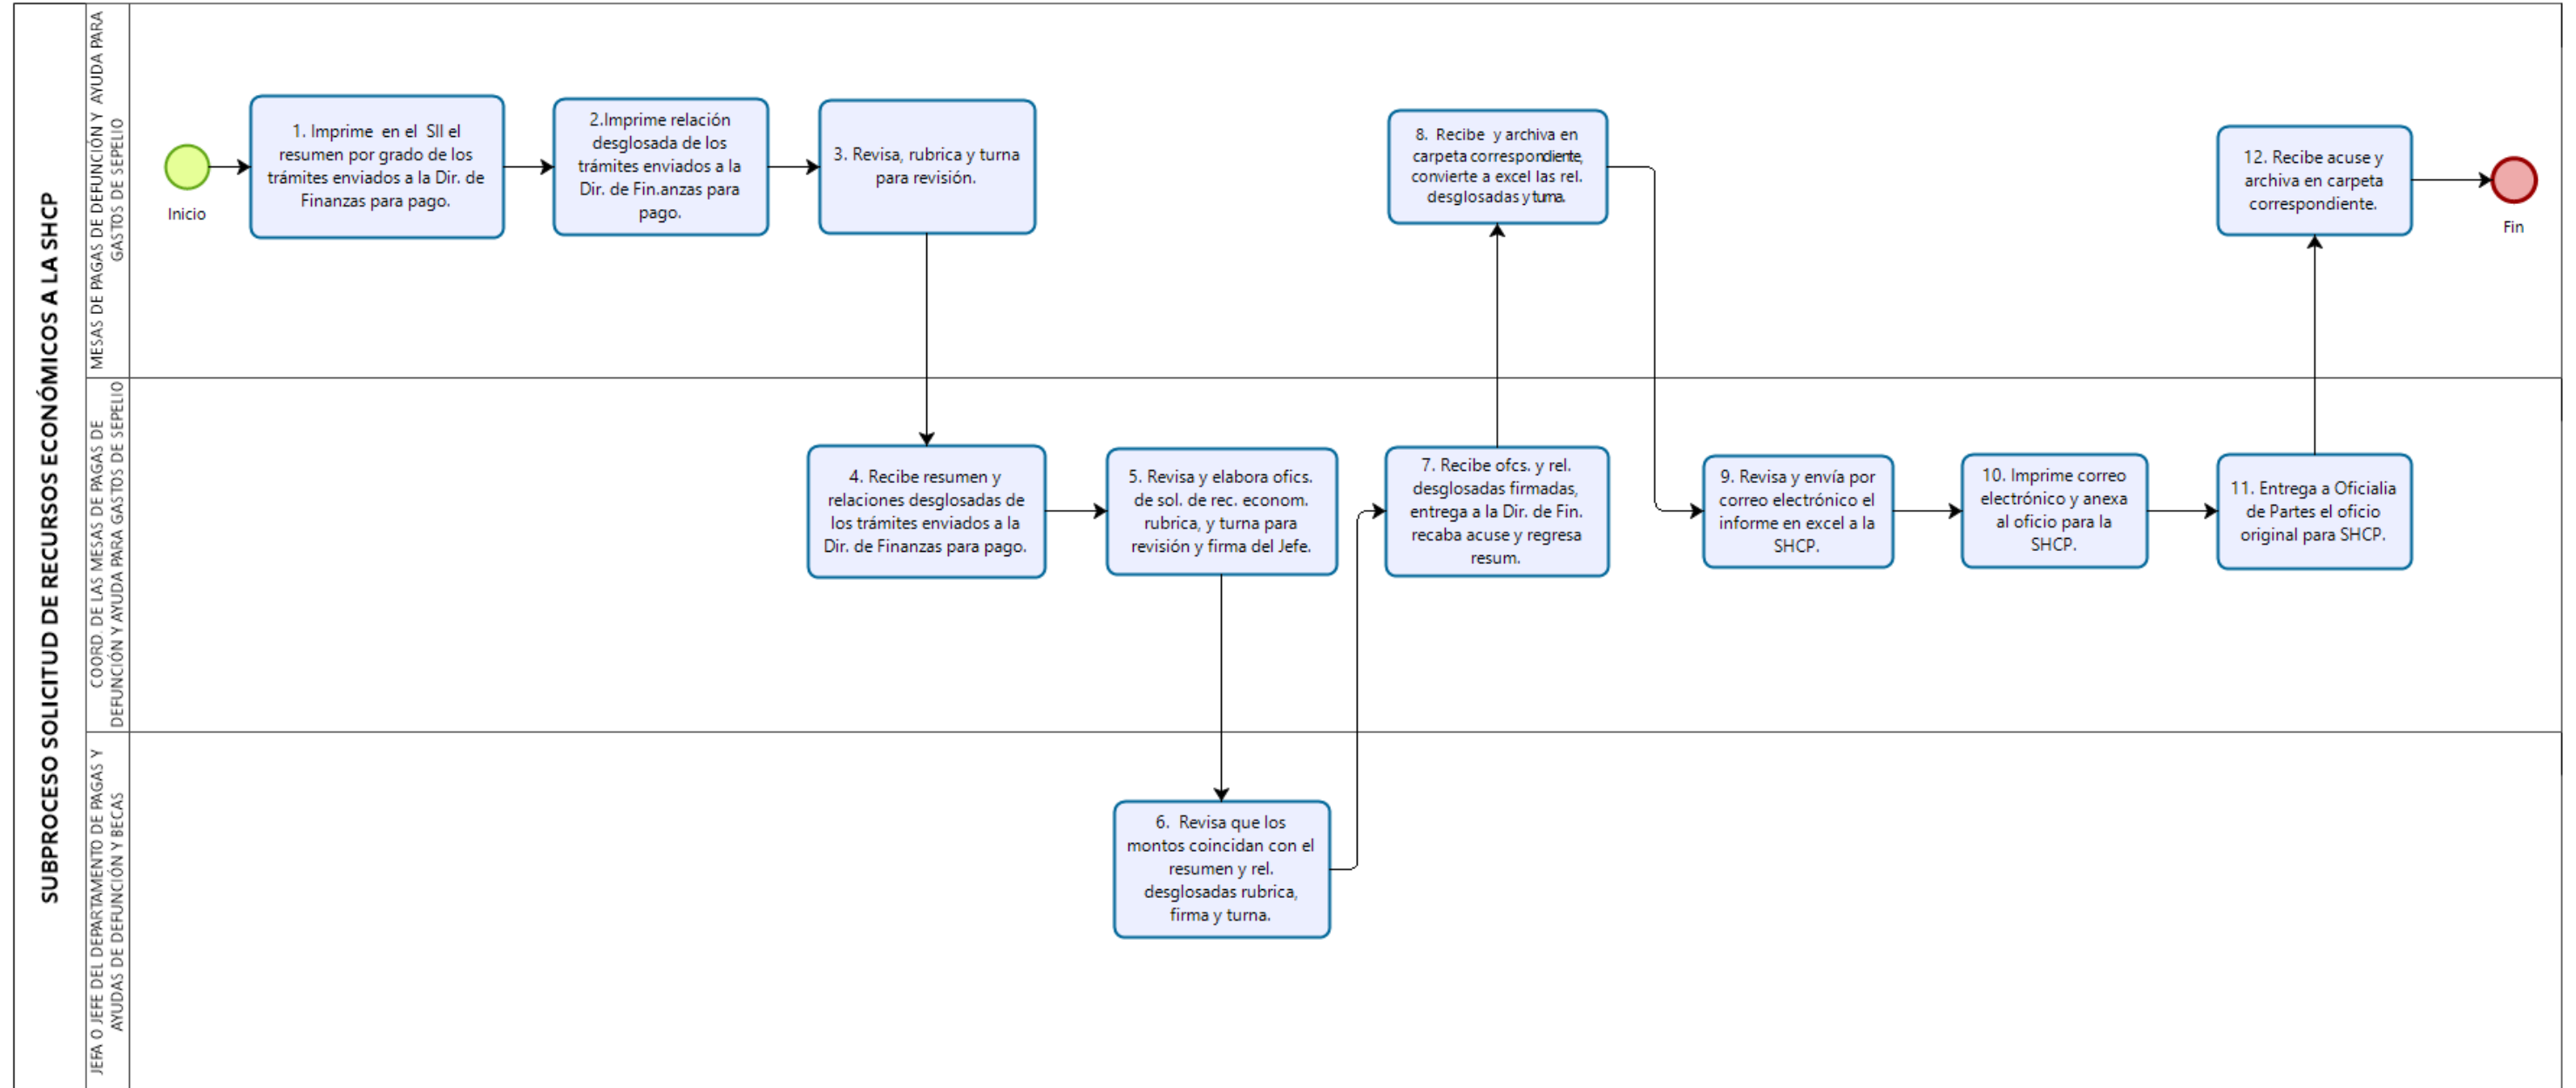 SUBPROCESO SOLICITUD DE RECURSOS ECONÓMICOS A LA SHCP
MESAS DE PAGAS DE DEFUNCIÓN Y AYUDA PARA
GASTOS DE SEPELIO
Inicio
1. Imprime en el SII el
resumen por grado de los
trámites enviados a la Dir. de
Finanzas para pago.
2.Imprime relación
desglosada de los
trámites enviados a la
Dir. de Fin.anzas para
pago.
3. Revisa, rubrica y turna
para revisión.
8. Recibe y archiva en
carpeta correspondiente,
convierte a excel las rel.
desglosadas y turna.
12. Recibe acuse y
archiva en carpeta
correspondiente.
Fin
COORD. DE LAS MESAS DE PAGAS DE
DEFUNCIÓN Y AYUDA PARA GASTOS DE SEPELIO
4. Recibe resumen y
relaciones desglosadas de
los trámites enviados a la
Dir. de Finanzas para pago.
5. Revisa y elabora ofics.
de sol. de rec. econom.
rubrica, y turna para
revisión y firma del Jefe.
7. Recibe ofcs. y rel.
desglosadas firmadas,
entrega a la Dir. de Fin.
recaba acuse y regresa
resum.
9. Revisa y envía por
correo electrónico el
informe en excel a la
SHCP.
10. Imprime correo
electrónico y anexa
al oficio para la
SHCP.
11. Entrega a Oficialia
de Partes el oficio
original para SHCP.
JEFA O JEFE DEL DEPARTAMENTO DE PAGAS Y
AYUDAS DE DEFUNCIÓN Y BECAS
6. Revisa que los
montos coincidan con el
resumen y rel.
desglosadas rubrica,
firma y turna.